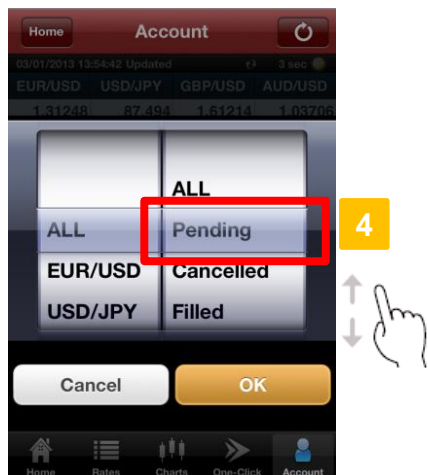 Home Account
03/01/2013 13:54:42 Updated 3 sec
EUR/USD USD/JPY GBP/USD AUD/USD
1.31248 87.494 1.61214 1.03706
ALL
ALL Pending 4
EUR/USD Cancelled
USD/JPY Filled
Cancel OK
Home Rates Charts One-Click Account